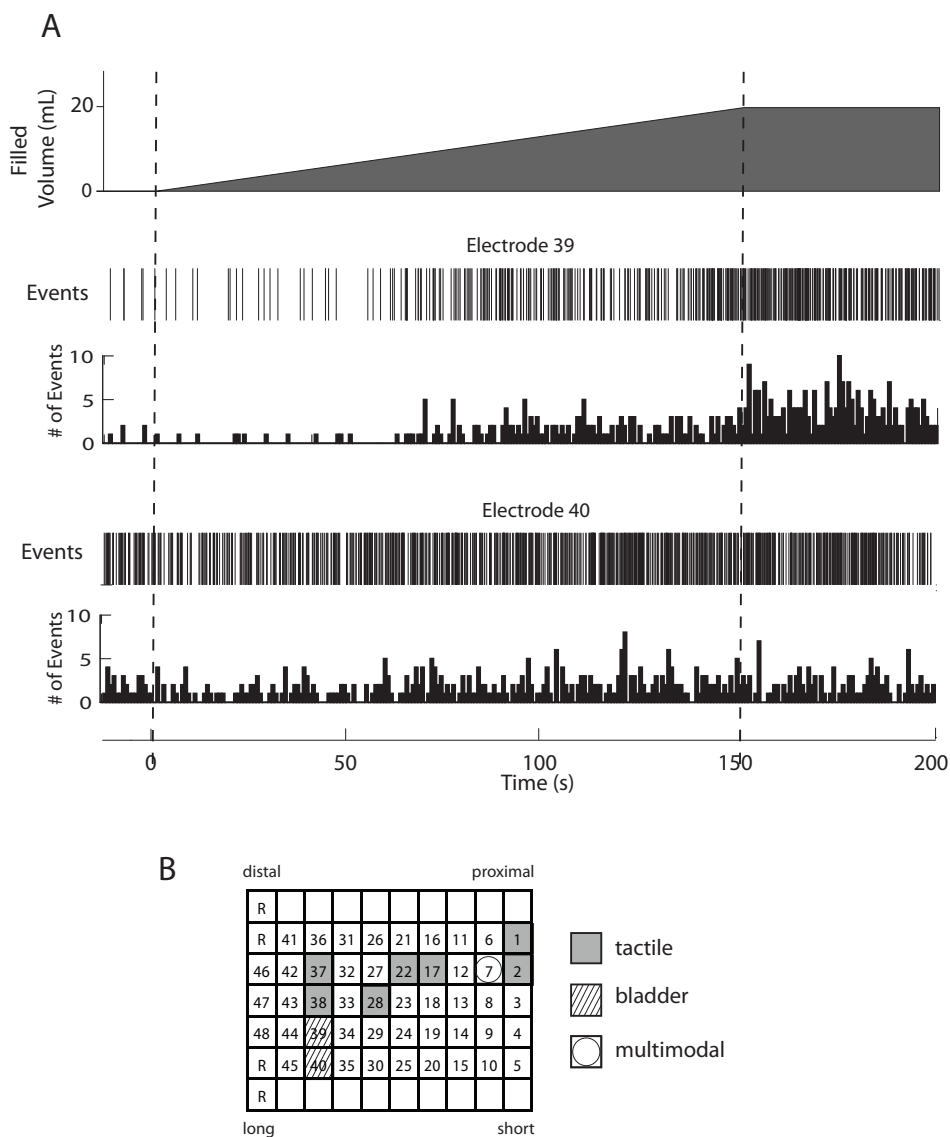 A
Filled
Volume (mL)
20
0
Electrode 39
Events
# of Events
10
5
0
Electrode 40
Events
# of Events
10
5
0
0 50 100 150 200
Time (s)
B
distal proximal
R
R 41 36 31 26 21 16 11 6 1
46 42 37 32 27 22 17 12 7 2
47 43 38 33 28 23 18 13 8 3
48 44 39 34 29 24 19 14 9 4
R 45 40 35 30 25 20 15 10 5
R
long short
tactile
bladder
multimodal